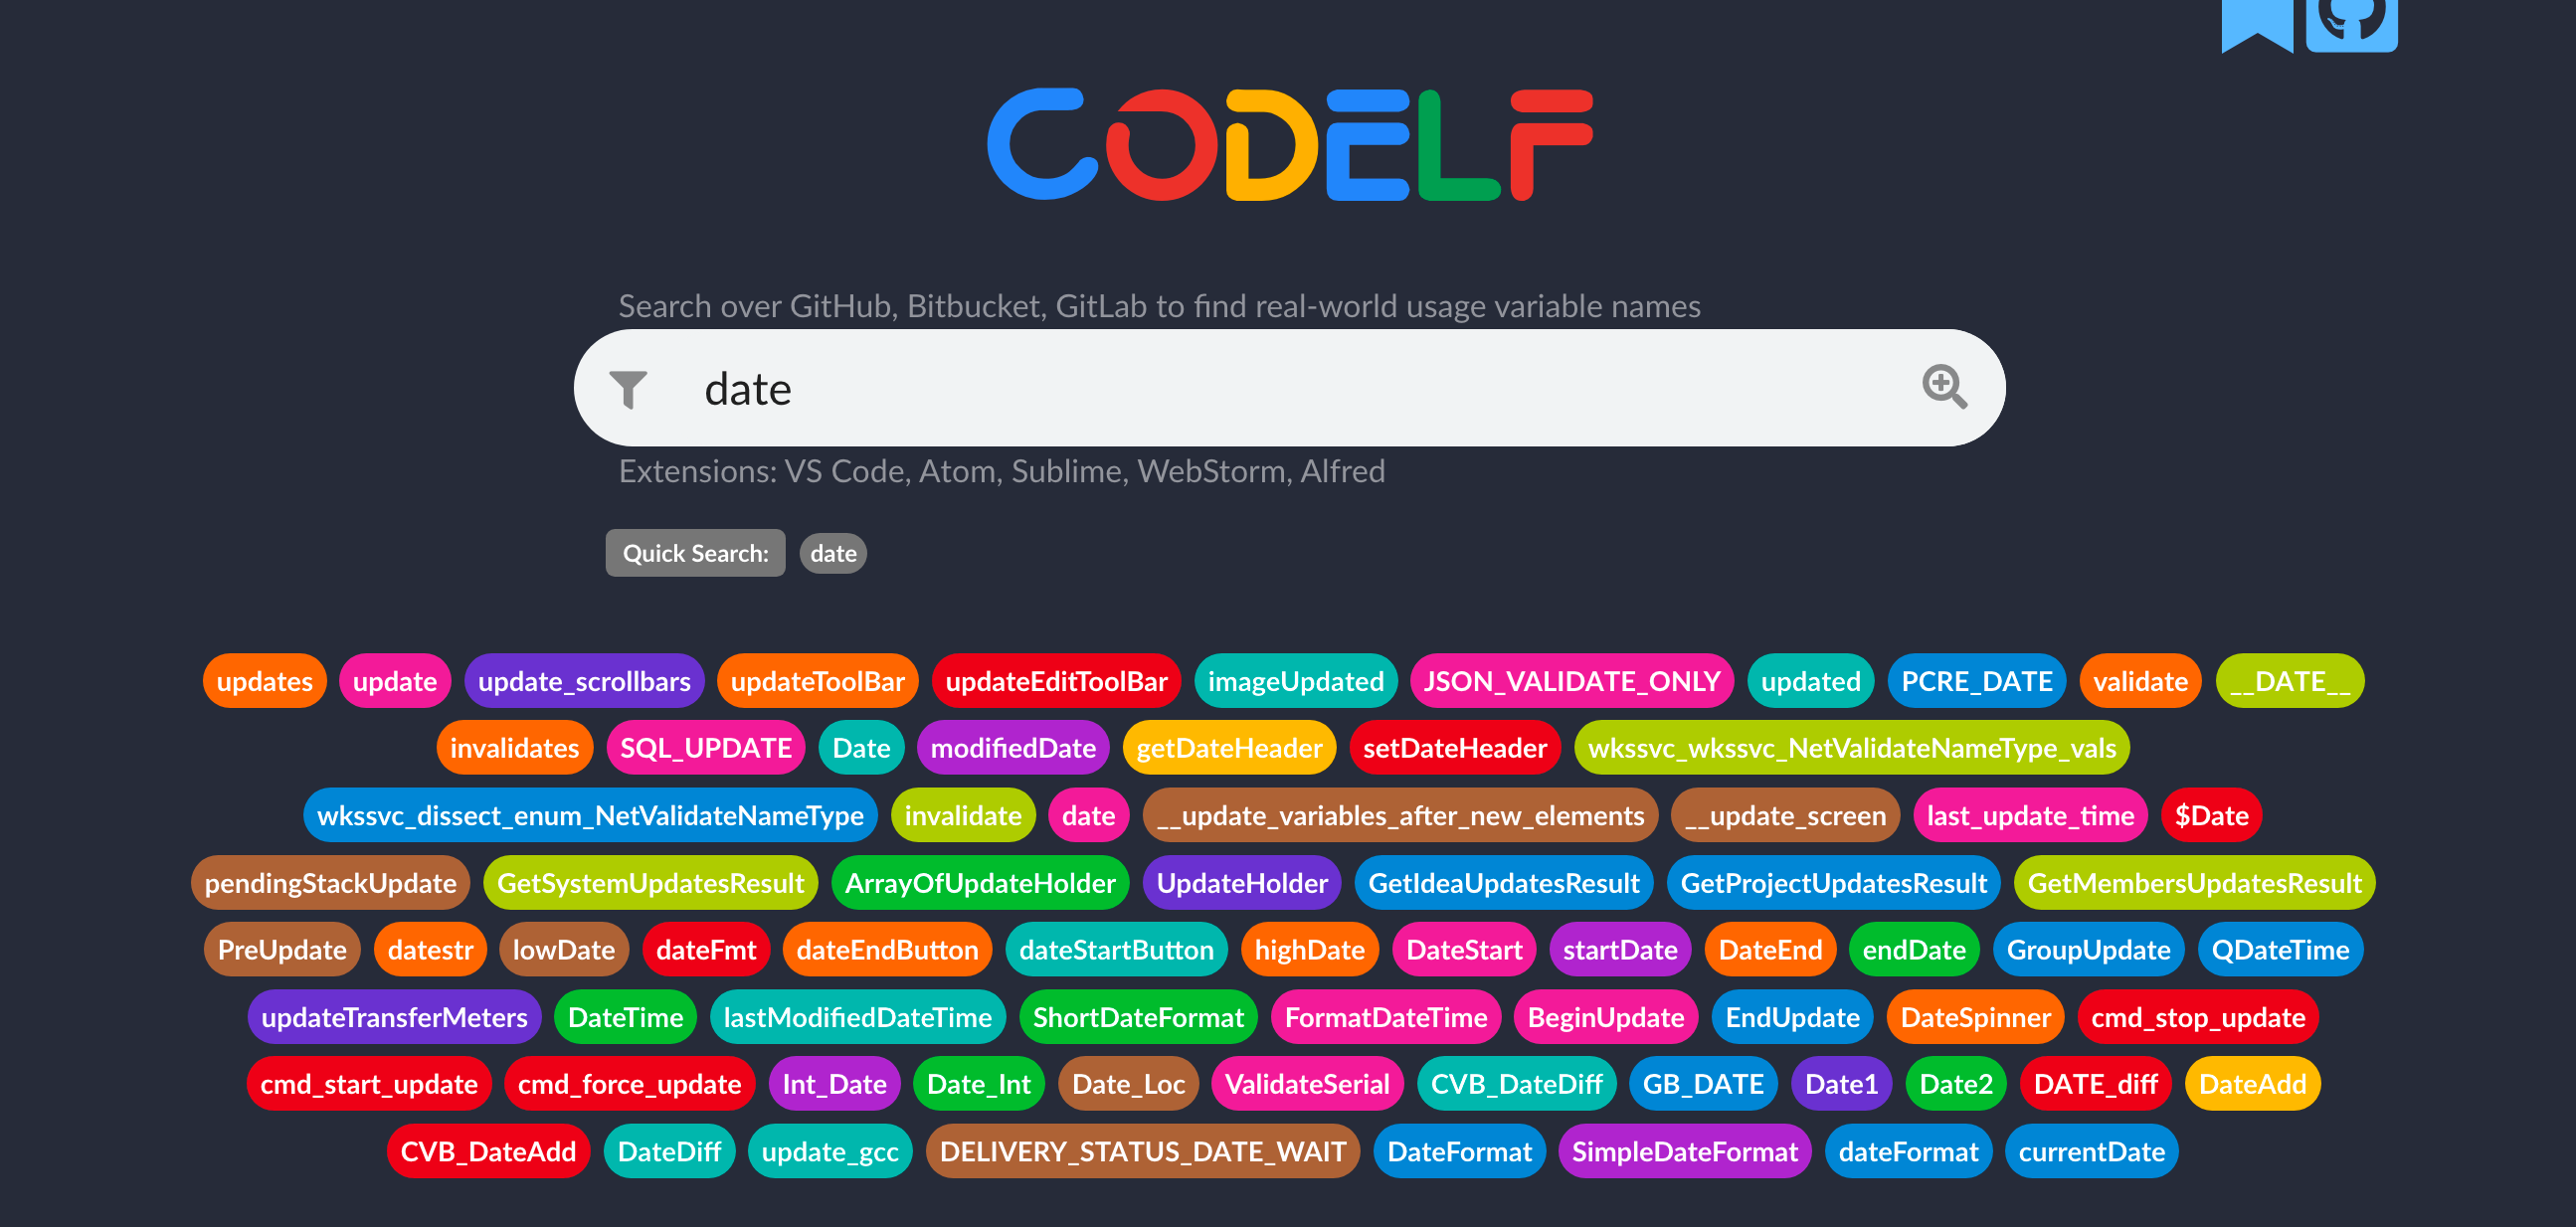 CODELF
Search over GitHub, Bitbucket, GitLab to find real-world usage variable names
date
Extensions: VS Code, Atom, Sublime, WebStorm, Alfred
Quick Search: date
updates update update_scrollbars updateToolBar updateEditToolBar imageUpdated JSON_VALIDATE_ONLY updated PCRE_DATE validate __DATE__
invalidates SQL_UPDATE Date modifiedDate getDateHeader setDateHeader wkssvc_wkssvc_NetValidateNameType_vals
wkssvc_dissect_enum_NetValidateNameType invalidate date __update_variables_after_new_elements __update_screen last_update_time $Date
pendingStackUpdate GetSystemUpdatesResult ArrayOfUpdateHolder UpdateHolder GetIdeaUpdatesResult GetProjectUpdatesResult GetMembersUpdatesResult
PreUpdate datestr lowDate dateFmt dateEndButton dateStartButton highDate DateStart startDate DateEnd endDate GroupUpdate QDateTime
updateTransferMeters DateTime lastModifiedDateTime ShortDateFormat FormatDateTime BeginUpdate EndUpdate DateSpinner cmd_stop_update
cmd_start_update cmd_force_update Int_Date Date_Int Date_Loc ValidateSerial CVB_DateDiff GB_DATE Date1 Date2 DATE_diff DateAdd
CVB_DateAdd DateDiff update_gcc DELIVERY_STATUS_DATE_WAIT DateFormat SimpleDateFormat dateFormat currentDate